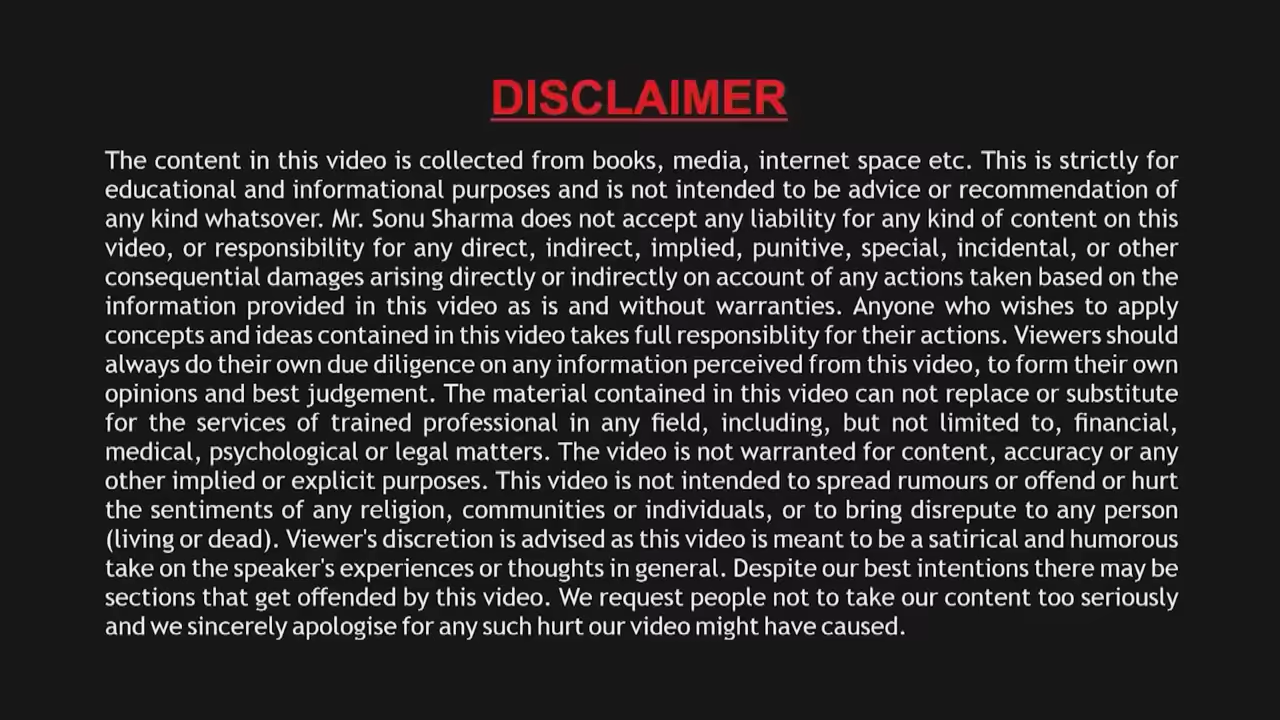 DISCLAIMER
The content in this video is collected from books, media, internet space etc. This is strictly for
educational and informational purposes and is not intended to be advice or recommendation of
any kind whatsover. Mr. Sonu Sharma does not accept any liability for any kind of content on this
video, or responsibility for any direct, indirect, implied, punitive, special, incidental, or other
consequential damages arising directly or indirectly on account of any actions taken based on the
information provided in this video as is and without warranties. Anyone who wishes to apply
concepts and ideas contained in this video takes full responsiblity for their actions. Viewers should
always do their own due diligence on any information perceived from this video, to form their own
opinions and best judgement. The material contained in this video can not replace or substitute
for the services of trained professional in any field, including, but not limited to, financial,
medical, psychological or legal matters. The video is not warranted for content, accuracy or any
other implied or explicit purposes. This video is not intended to spread rumours or offend or hurt
the sentiments of any religion, communities or individuals, or to bring disrepute to any person
(living or dead). Viewer's discretion is advised as this video is meant to be a satirical and humorous
take on the speaker's experiences or thoughts in general. Despite our best intentions there may be
sections that get offended by this video. We request people not to take our content too seriously
and we sincerely apologise for any such hurt our video might have caused.